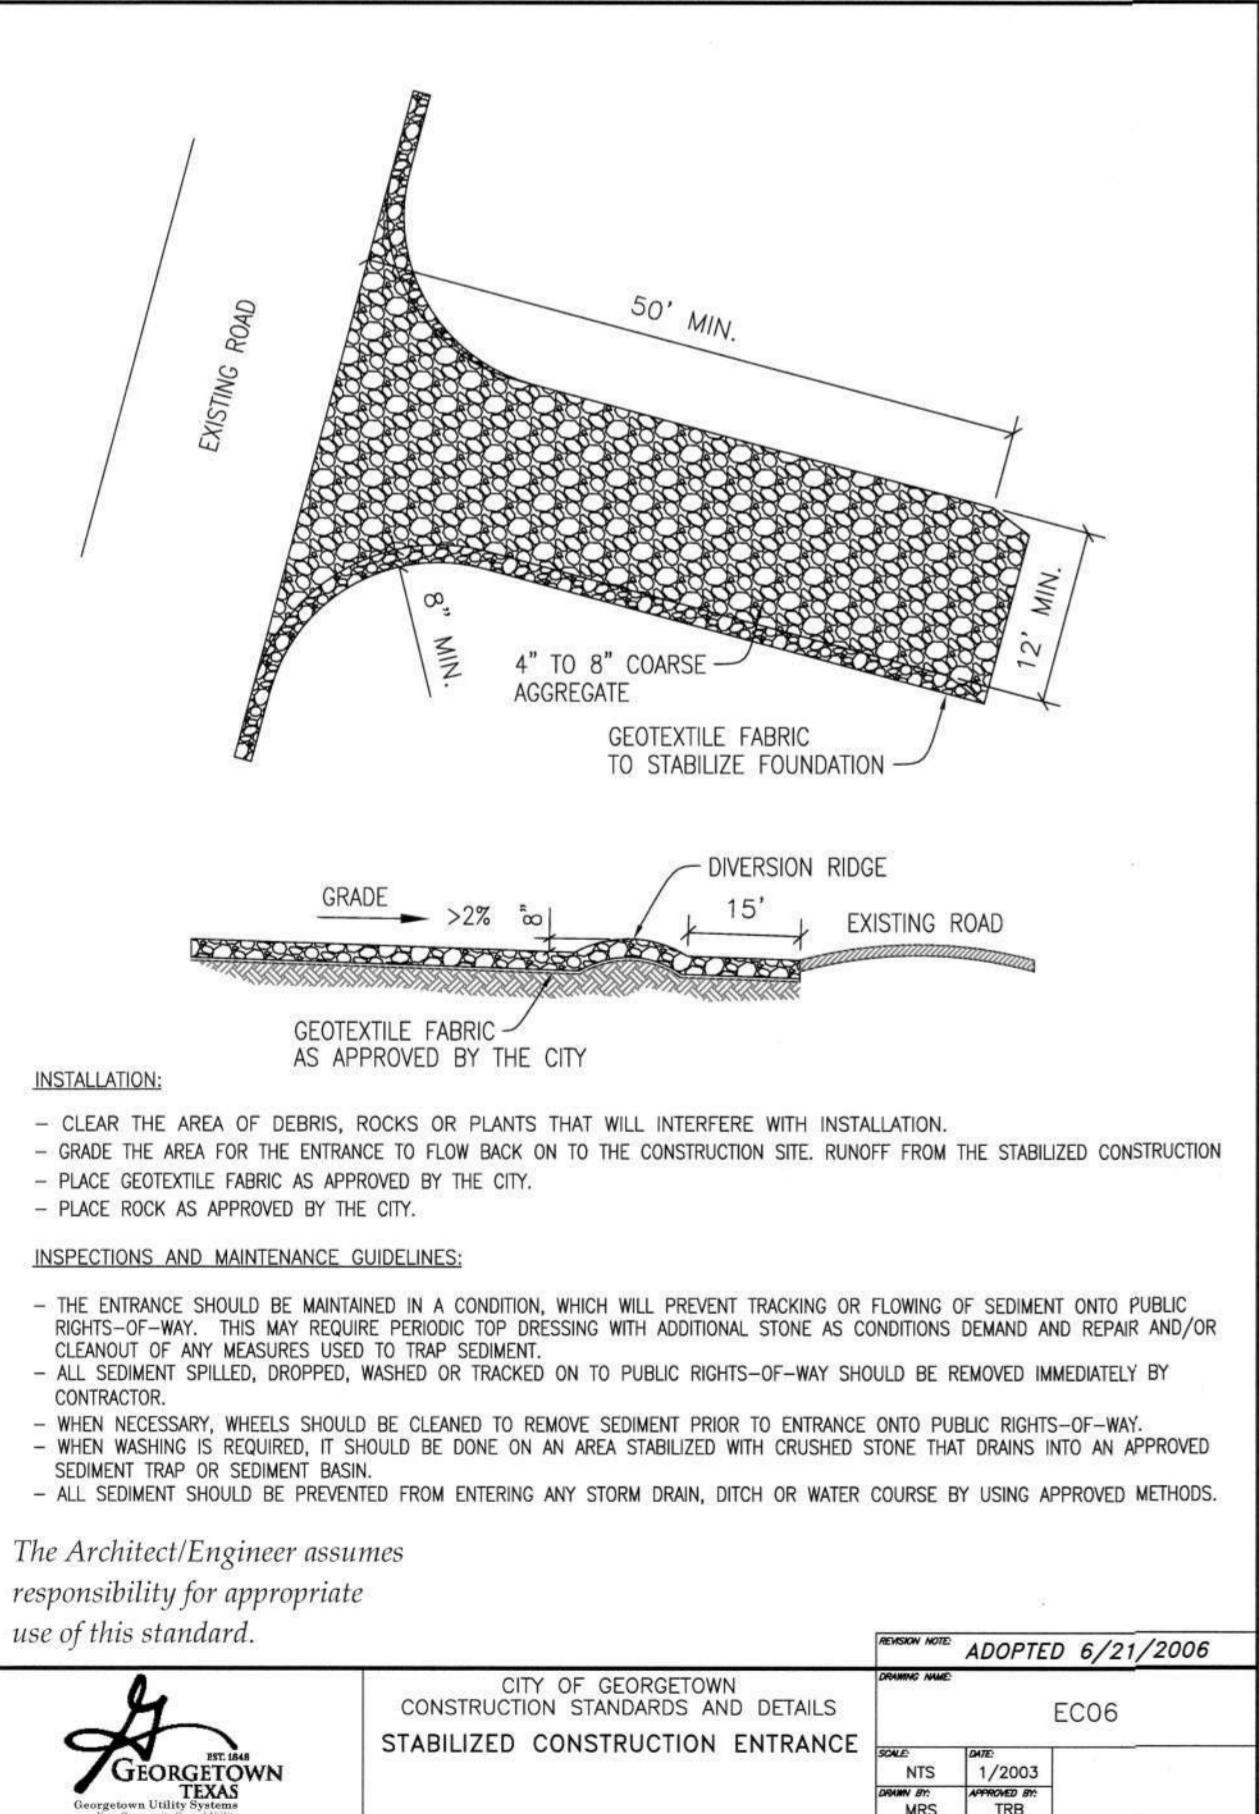 50' MIN.
EXISTING ROAD
8" MIN.
12' MIN.
4" TO 8" COARSE
AGGREGATE
GEOTEXTILE FABRIC
TO STABILIZE FOUNDATION
DIVERSION RIDGE
GRADE
>2%
8"
15'
EXISTING ROAD
GEOTEXTILE FABRIC
AS APPROVED BY THE CITY
INSTALLATION:
– CLEAR THE AREA OF DEBRIS, ROCKS OR PLANTS THAT WILL INTERFERE WITH INSTALLATION.
– GRADE THE AREA FOR THE ENTRANCE TO FLOW BACK ON TO THE CONSTRUCTION SITE. RUNOFF FROM THE STABILIZED CONSTRUCTION
– PLACE GEOTEXTILE FABRIC AS APPROVED BY THE CITY.
– PLACE ROCK AS APPROVED BY THE CITY.
INSPECTIONS AND MAINTENANCE GUIDELINES:
– THE ENTRANCE SHOULD BE MAINTAINED IN A CONDITION, WHICH WILL PREVENT TRACKING OR FLOWING OF SEDIMENT ONTO PUBLIC
RIGHTS–OF–WAY. THIS MAY REQUIRE PERIODIC TOP DRESSING WITH ADDITIONAL STONE AS CONDITIONS DEMAND AND REPAIR AND/OR
CLEANOUT OF ANY MEASURES USED TO TRAP SEDIMENT.
– ALL SEDIMENT SPILLED, DROPPED, WASHED OR TRACKED ON TO PUBLIC RIGHTS–OF–WAY SHOULD BE REMOVED IMMEDIATELY BY
CONTRACTOR.
– WHEN NECESSARY, WHEELS SHOULD BE CLEANED TO REMOVE SEDIMENT PRIOR TO ENTRANCE ONTO PUBLIC RIGHTS–OF–WAY.
– WHEN WASHING IS REQUIRED, IT SHOULD BE DONE ON AN AREA STABILIZED WITH CRUSHED STONE THAT DRAINS INTO AN APPROVED
SEDIMENT TRAP OR SEDIMENT BASIN.
– ALL SEDIMENT SHOULD BE PREVENTED FROM ENTERING ANY STORM DRAIN, DITCH OR WATER COURSE BY USING APPROVED METHODS.
The Architect/Engineer assumes
responsibility for appropriate
use of this standard.
REVISION NOTE:
ADOPTED 6/21/2006
EST. 1848
GEORGETOWN
TEXAS
Georgetown Utility Systems
CITY OF GEORGETOWN
CONSTRUCTION STANDARDS AND DETAILS
STABILIZED CONSTRUCTION ENTRANCE
DRAWING NAME:
EC06
SCALE:
NTS
DATE:
1/2003
DRAWN BY:
MRS
APPROVED BY:
TRB